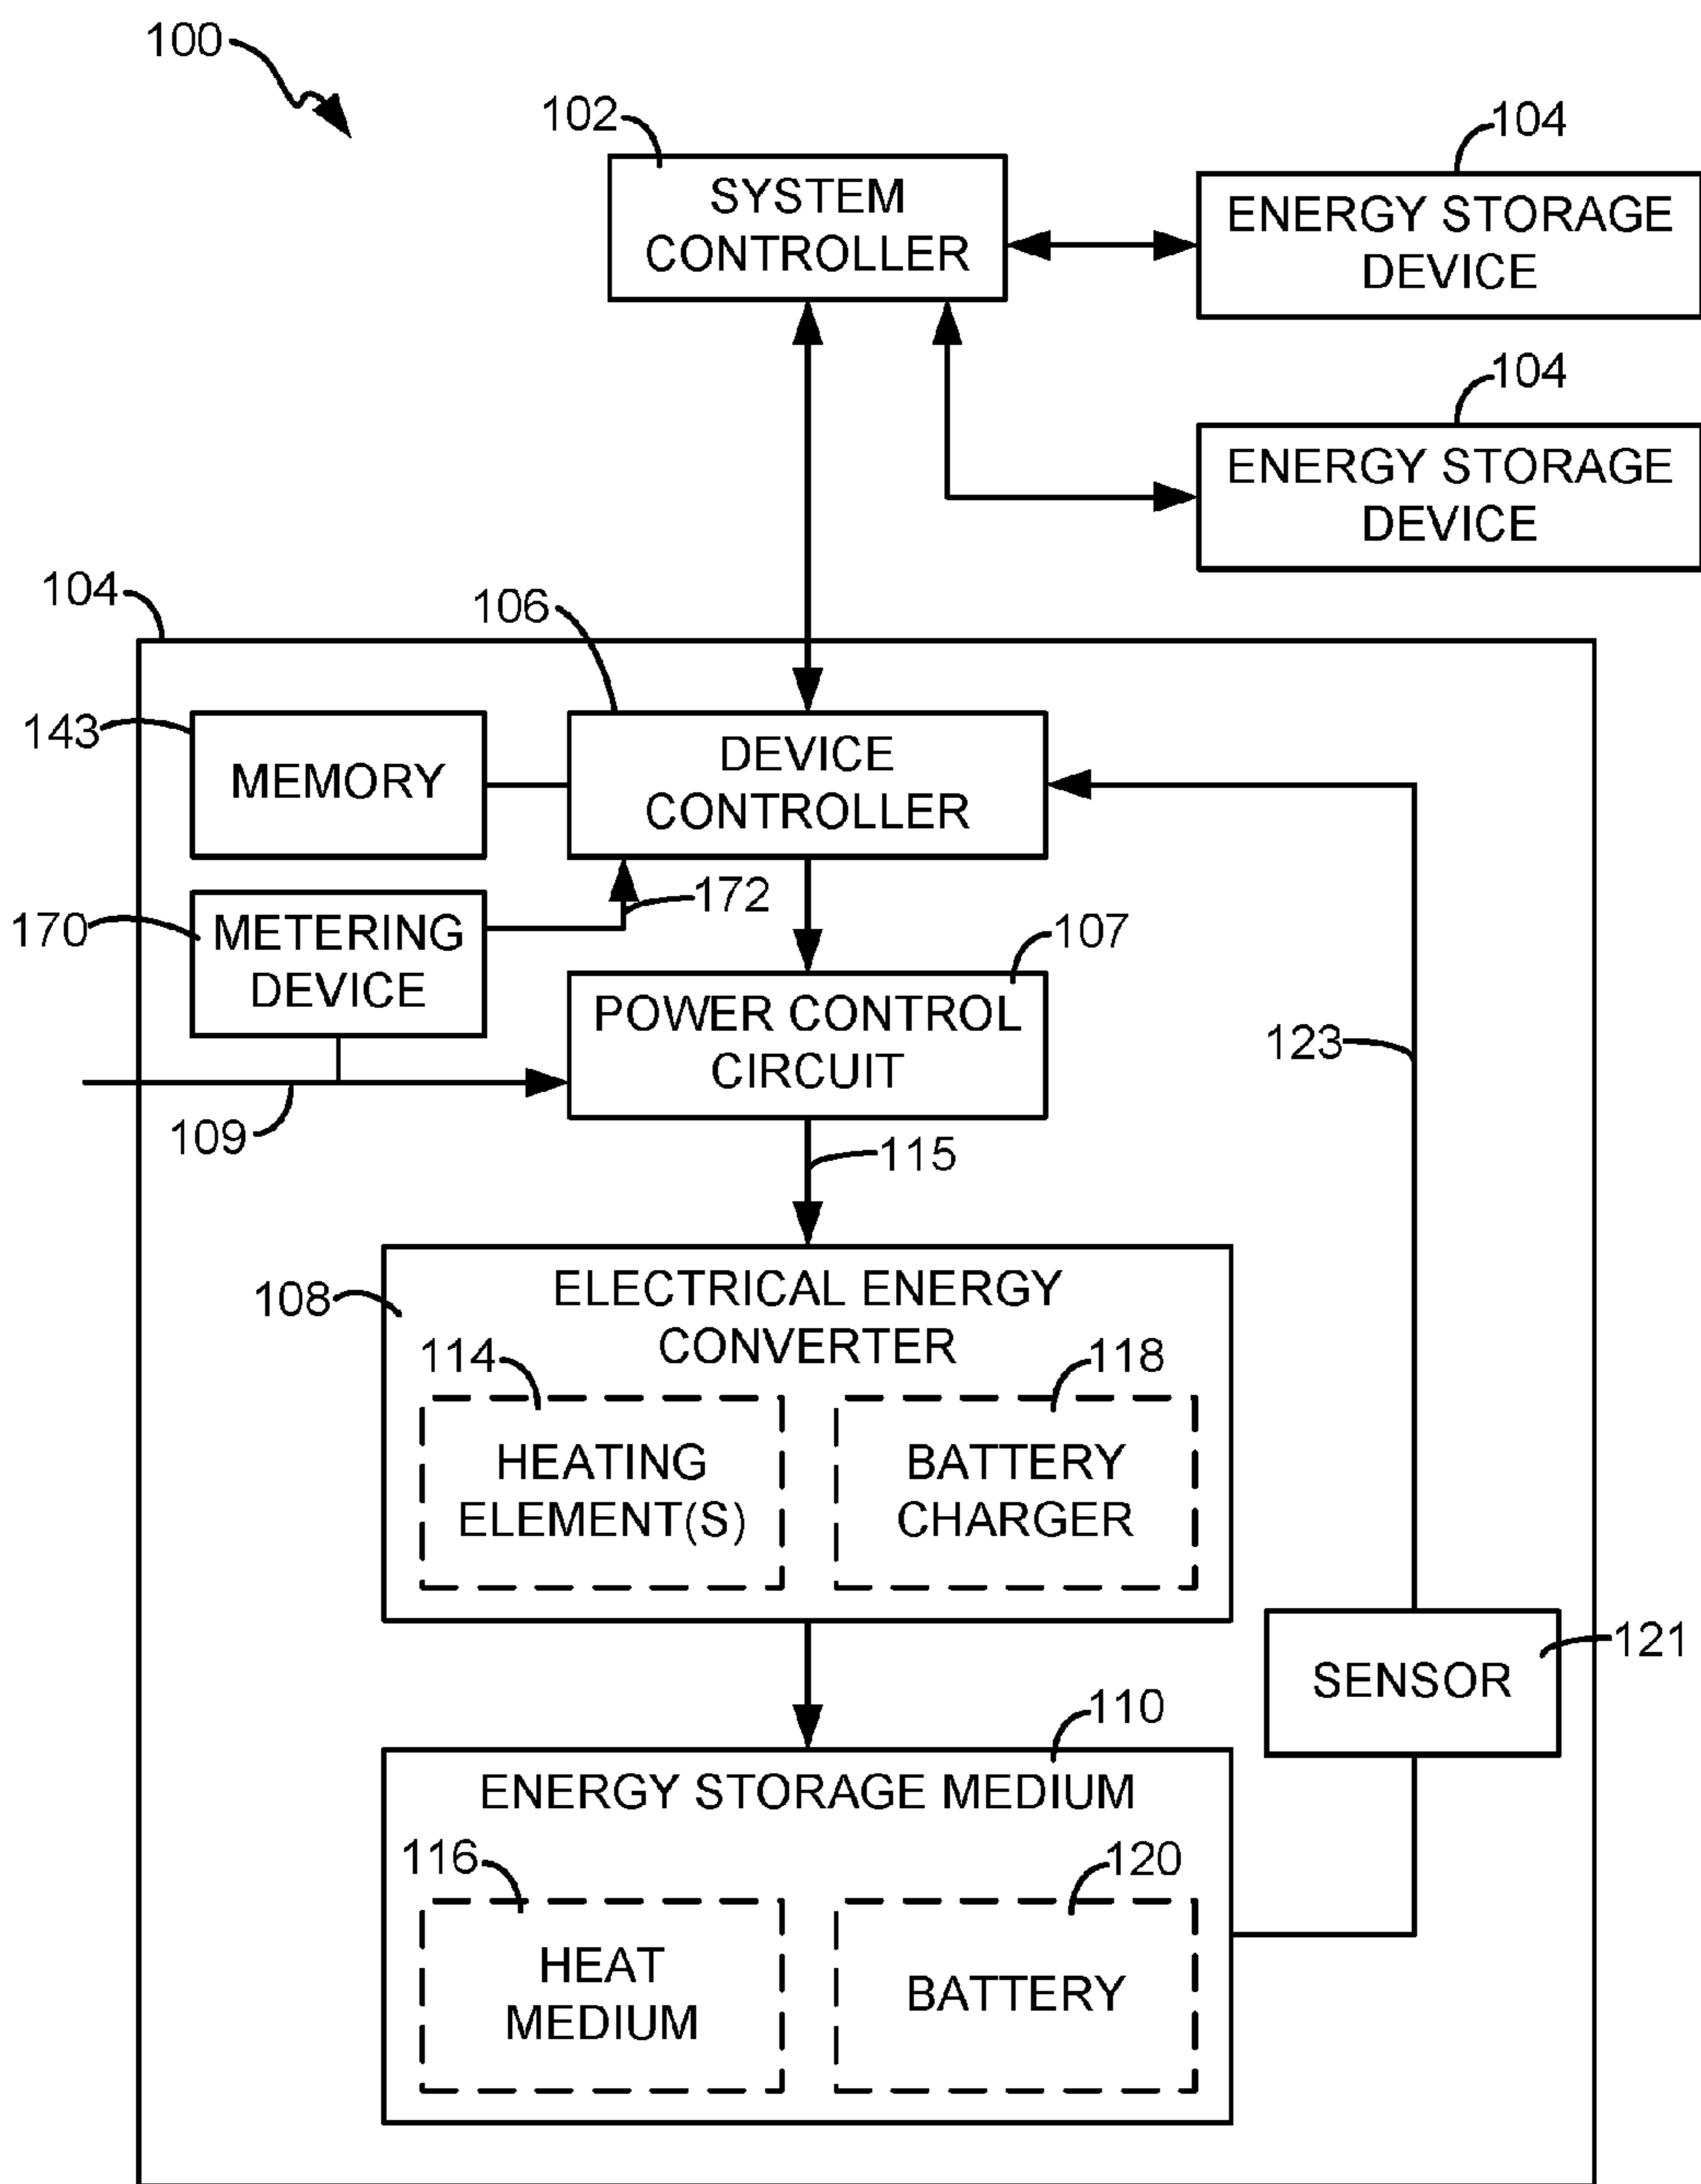 100
102
SYSTEM
CONTROLLER
104
ENERGY STORAGE
DEVICE
104
ENERGY STORAGE
DEVICE
104
106
143
MEMORY
DEVICE
CONTROLLER
170
METERING
DEVICE
172
107
POWER CONTROL
CIRCUIT
109
123
115
108
ELECTRICAL ENERGY
CONVERTER
114
HEATING
ELEMENT(S)
118
BATTERY
CHARGER
121
SENSOR
110
ENERGY STORAGE MEDIUM
116
HEAT
MEDIUM
120
BATTERY